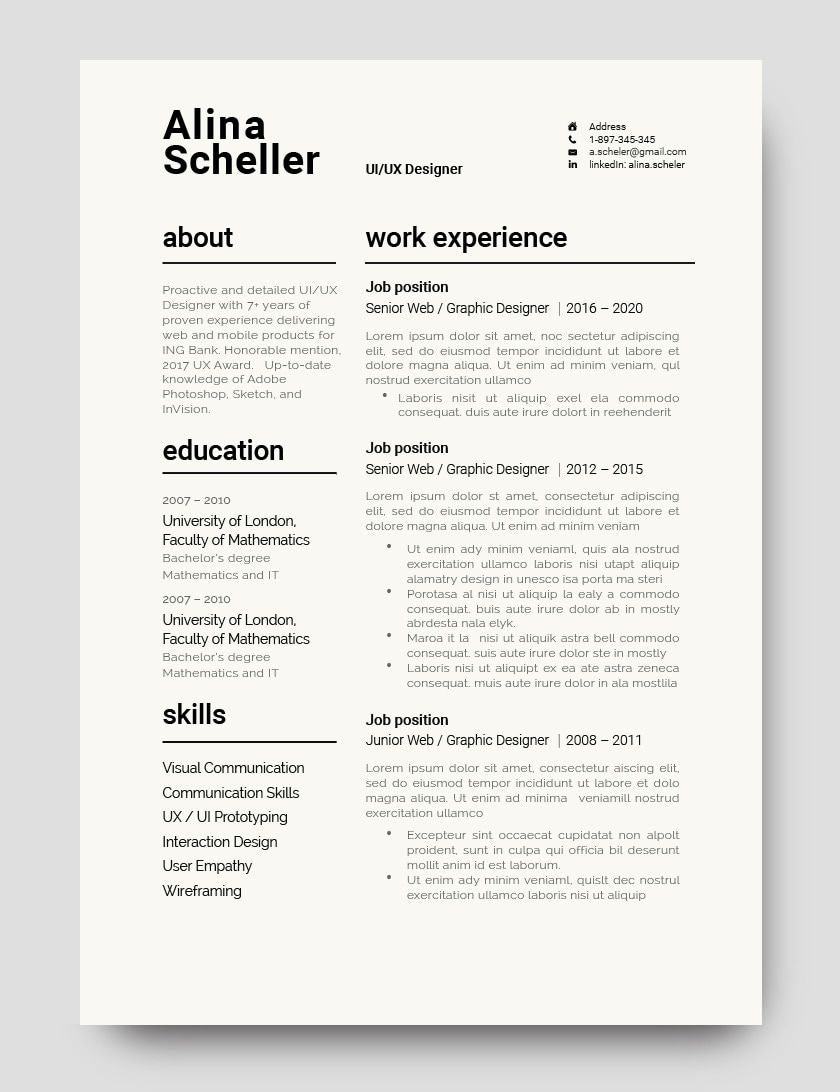 Alina
Scheller
UI/UX Designer
Address
1-897-345-345
a.scheler@gmail.com
linkedIn: alina.scheler
about
Proactive and detailed UI/UX
Designer with 7+ years of
proven experience delivering
web and mobile products for
ING Bank. Honorable mention,
2017 UX Award. Up-to-date
knowledge of Adobe
Photoshop, Sketch, and
InVision.
education
2007 – 2010
University of London,
Faculty of Mathematics
Bachelor's degree
Mathematics and IT
2007 – 2010
University of London,
Faculty of Mathematics
Bachelor's degree
Mathematics and IT
skills
Visual Communication
Communication Skills
UX / UI Prototyping
Interaction Design
User Empathy
Wireframing
work experience
Job position
Senior Web / Graphic Designer | 2016 – 2020
Lorem ipsum dolor sit amet, noc sectetur adipiscing
elit, sed do eiusmod tempor incididunt ut labore et
dolore magna aliqua. Ut enim ad minim veniam, qul
nostrud exercitation ullamco
• Laboris nisit ut aliquip exel ela commodo
consequat. duis aute irure dolort in reehenderit
Job position
Senior Web / Graphic Designer | 2012 – 2015
Lorem ipsum dolor st amet, consectetur adipiscing
elit, sed do eiusmod tempor incididunt ut labore et
dolore magna aliqua. Ut enim ad minim veniam
• Ut enim ady minim veniaml, quis ala nostrud
exercitation ullamco laboris nisi utapt aliquip
alamatry design in unesco isa porta ma steri
• Porotasa al nisi ut aliquip la ealy a commodo
consequat. buis aute irure dolor ab in mostly
abrdesta nala elyk.
• Maroa it la nisi ut aliquik astra bell commodo
consequat. suis aute irure dolor ste in mostly
• Laboris nisi ut aliquipt ex ea ate astra zeneca
consequat. muis aute irure dolor in ala mostlila
Job position
Junior Web / Graphic Designer | 2008 – 2011
Lorem ipsum dolor sit amet, consectetur aiscing elit,
sed do eiusmod tempor incididunt ut labore et dolo
magna aliqua. Ut enim ad minima veniamill nostrud
exercitation ullamco
• Excepteur sint occaecat cupidatat non alpolt
proident, sunt in culpa qui officia bil deserunt
mollit anim id est laborum.
• Ut enim ady minim veniaml, quislt dec nostrul
exercitation ullamco laboris nisi ut aliquip